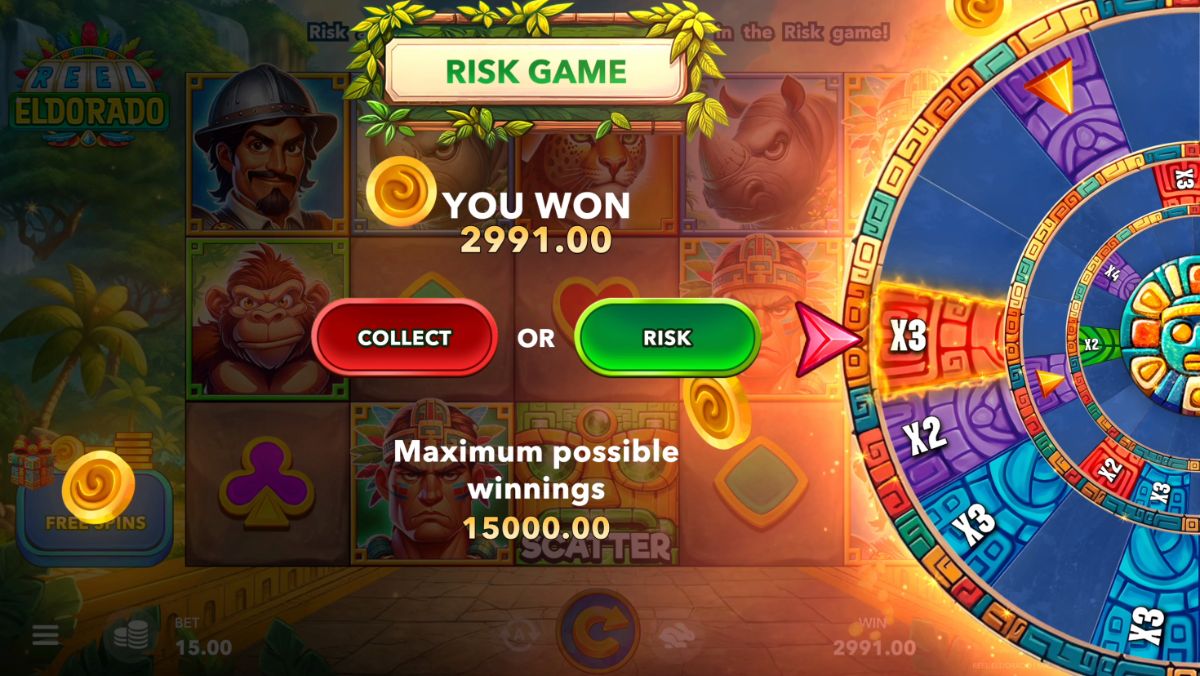 Risk
in the Risk game!
RISK GAME
REEL
ELDORADO
YOU WON
2991.00
COLLECT
OR
RISK
Maximum possible
winnings
15000.00
FREE SPINS
SCATTER
BET
15.00
WIN
2991.00
X3
X2
X3
X3
X3
X4
X2
X2
X3
A